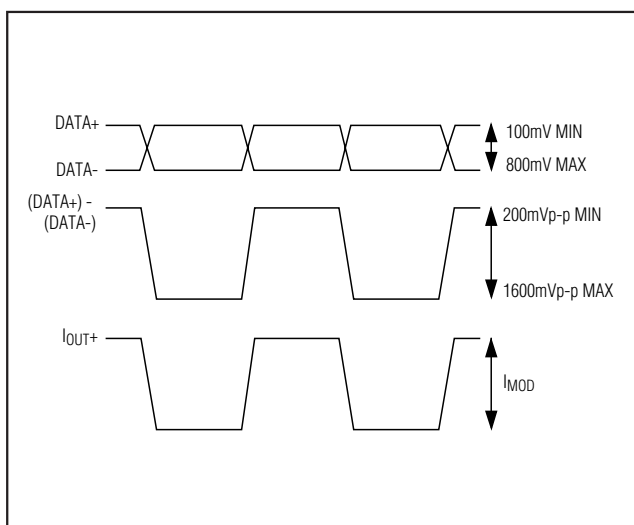 DATA+
100mV MIN
DATA-
800mV MAX
(DATA+) -
(DATA-)
200mVp-p MIN
1600mVp-p MAX
IOUT+
IMOD